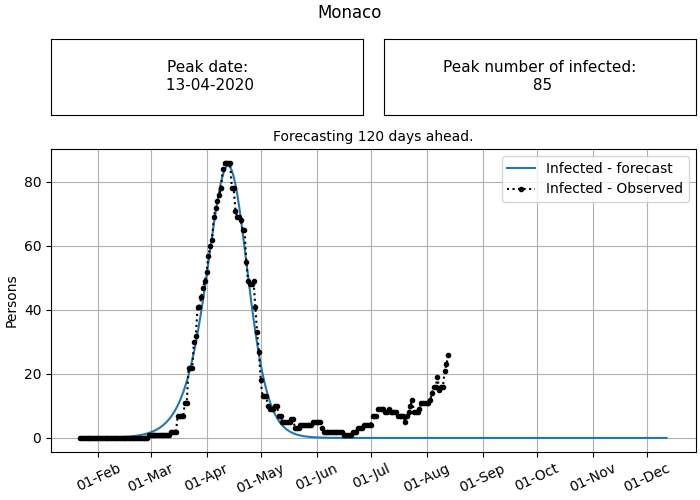 Monaco
Peak date:
13-04-2020
Peak number of infected:
85
Forecasting 120 days ahead.
Infected - forecast
Infected - Observed
Persons
80
60
40
20
0
01-Feb
01-Mar
01-Apr
01-May
01-Jun
01-Jul
01-Aug
01-Sep
01-Oct
01-Nov
01-Dec